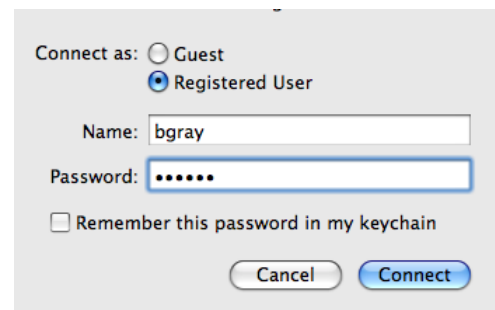 Connect as: Guest
Registered User
Name: bgray
Password: ••••••
Remember this password in my keychain
Cancel Connect